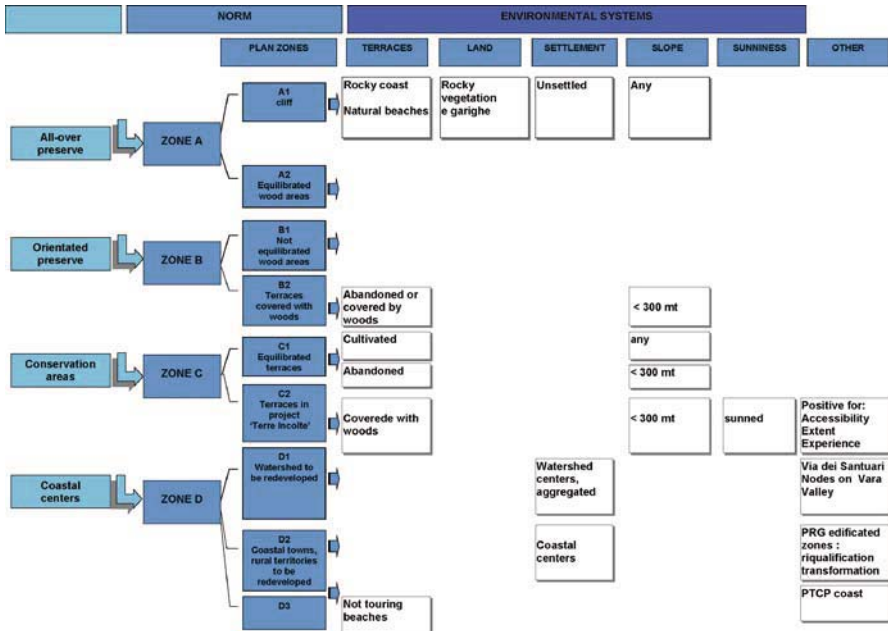 NORM
ENVIRONMENTAL SYSTEMS
PLAN ZONES
TERRACES
LAND
SETTLEMENT
SLOPE
SUNNINESS
OTHER
All-over
preserve
ZONE A
A1
cliff
Rocky coast
Natural beaches
Rocky
vegetation
e garighe
Unsettled
Any
A2
Equilibrated
wood areas
Orientated
preserve
ZONE B
B1
Not
equilibrated
wood areas
B2
Terraces
covered with
woods
Abandoned or
covered by
woods
< 300 mt
Conservation
areas
ZONE C
C1
Equilibrated
terraces
Cultivated
any
Abandoned
< 300 mt
C2
Terraces in
project
'Terre Incolte'
Coverede with
woods
< 300 mt
sunned
Positive for:
Accessibility
Extent
Experience
Coastal
centers
ZONE D
D1
Watershed to
be redeveloped
Watershed
centers,
aggregated
Via dei Santuari
Nodes on Vara
Valley
D2
Coastal towns,
rural territories
to be
redeveloped
Coastal
centers
PRG edificated
zones :
riqualification
transformation
D3
Not touring
beaches
PTCP coast